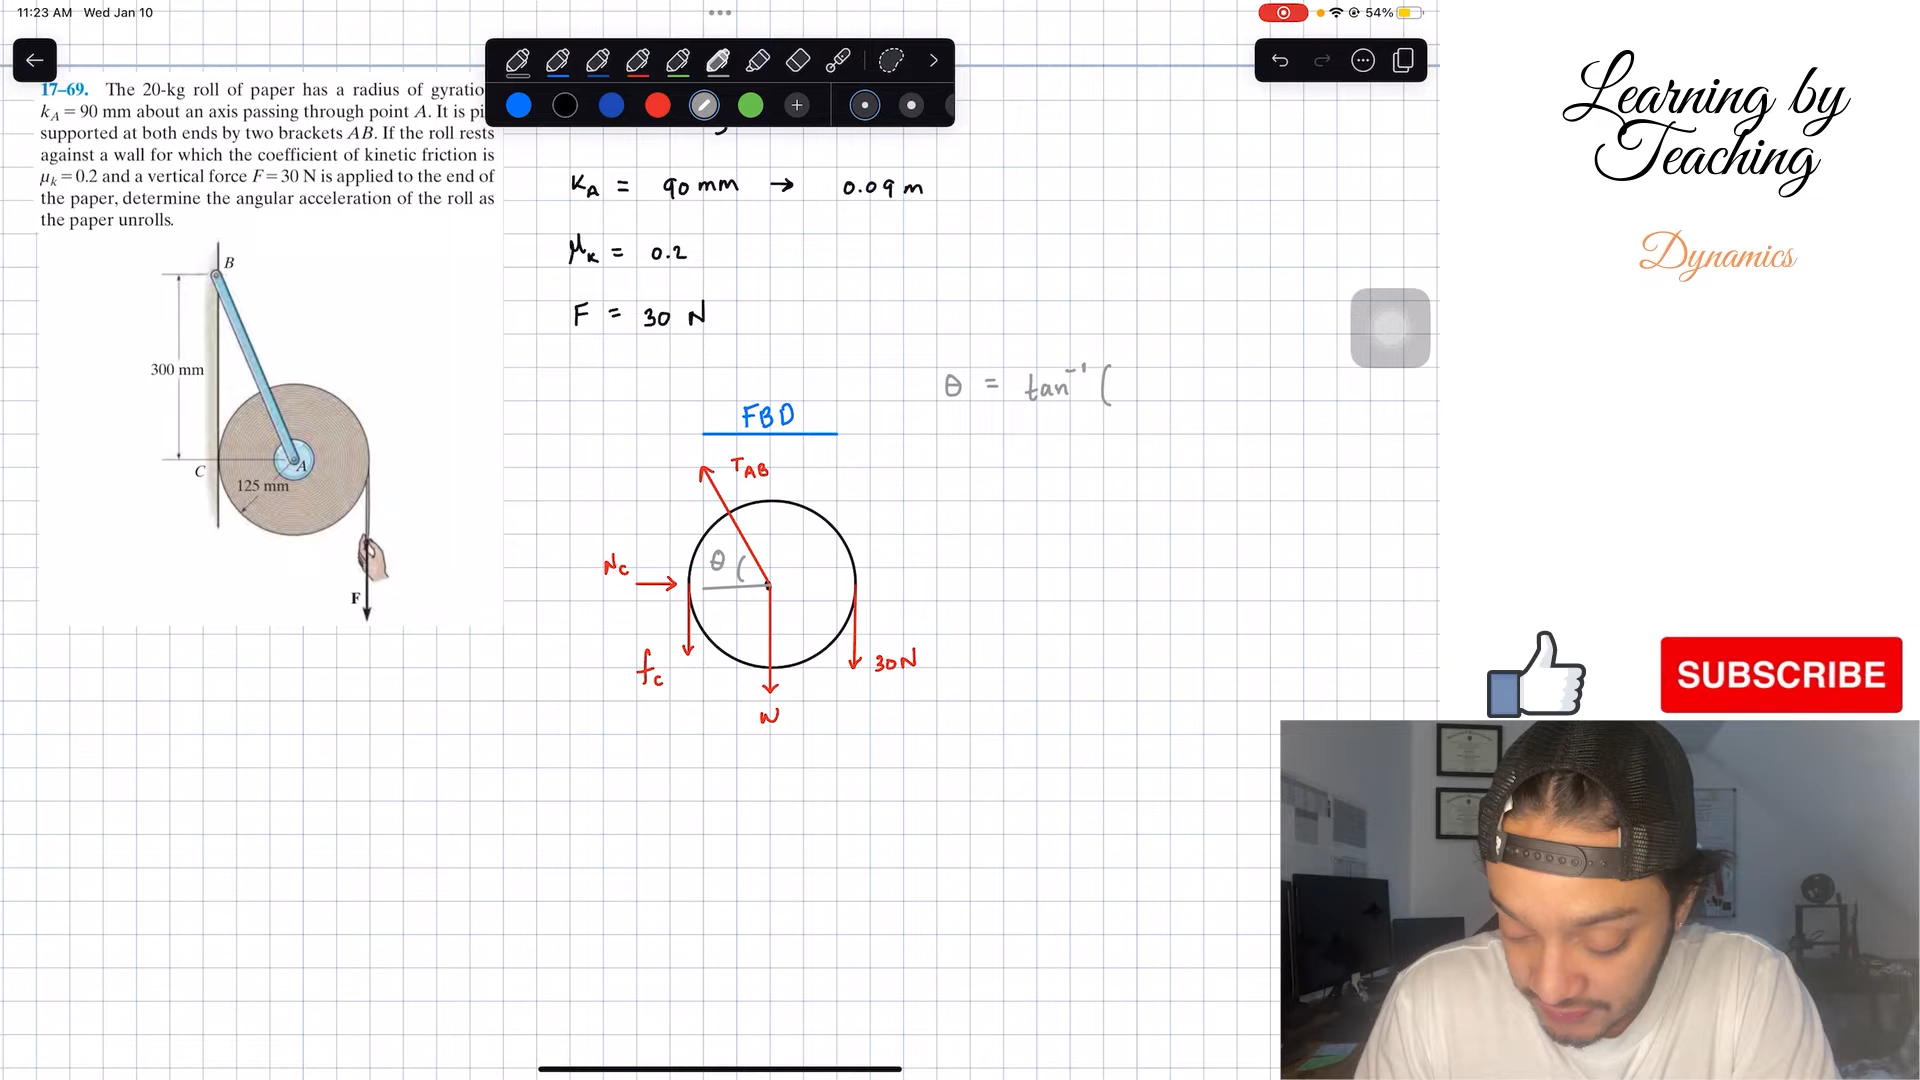 11:23 AM Wed Jan 10
54%
17–69. The 20-kg roll of paper has a radius of gyratio
kA = 90 mm about an axis passing through point A. It is pi
supported at both ends by two brackets AB. If the roll rests
against a wall for which the coefficient of kinetic friction is
μk = 0.2 and a vertical force F = 30 N is applied to the end of
the paper, determine the angular acceleration of the roll as
the paper unrolls.
B
300 mm
A
C
125 mm
F
KA = 90 mm → 0.09 m
μk = 0.2
F = 30 N
θ = tan⁻¹ (
FBD
TAB
θ (
Nc
fc
30N
W
Learning by
Teaching
Dynamics
SUBSCRIBE